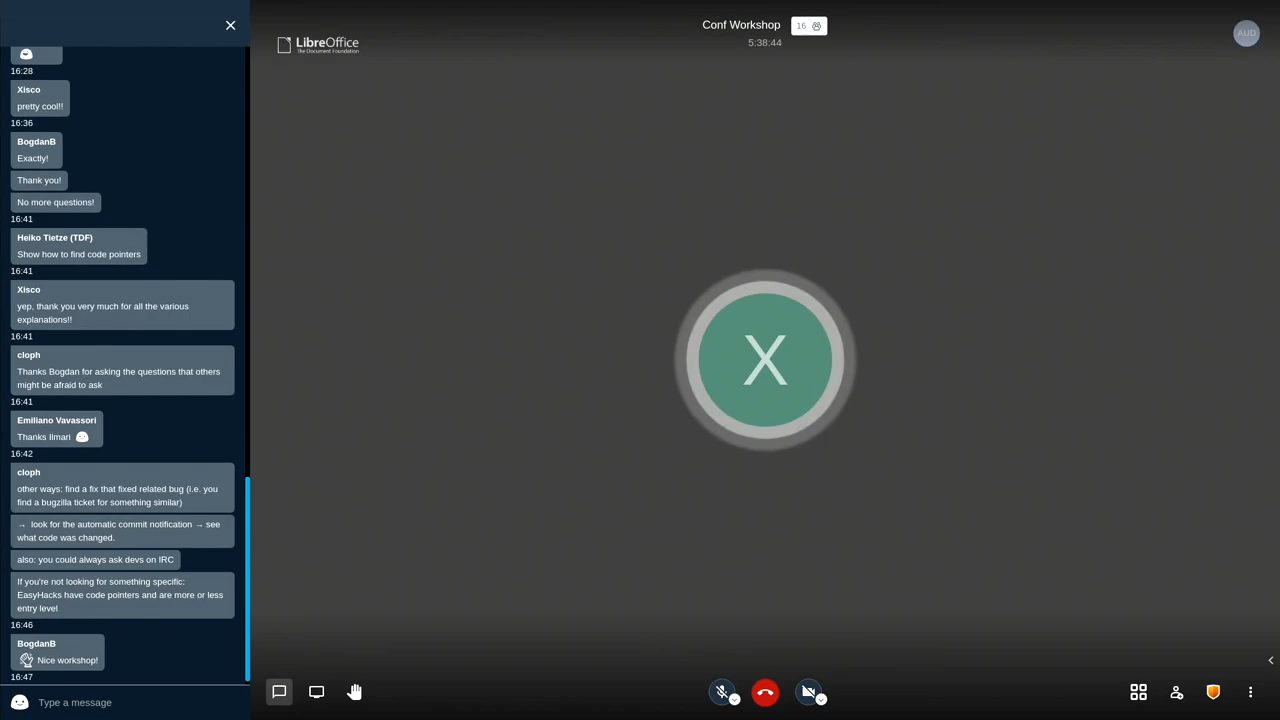 16:28
Xisco
pretty cool!!
16:36
BogdanB
Exactly!
Thank you!
No more questions!
16:41
Heiko Tietze (TDF)
Show how to find code pointers
16:41
Xisco
yep, thank you very much for all the various
explanations!!
16:41
cloph
Thanks Bogdan for asking the questions that others
might be afraid to ask
16:41
Emiliano Vavassori
Thanks Ilmari
16:42
cloph
other ways: find a fix that fixed related bug (i.e. you
find a bugzilla ticket for something similar)
→ look for the automatic commit notification → see
what code was changed.
also: you could always ask devs on IRC
If you're not looking for something specific:
EasyHacks have code pointers and are more or less
entry level
16:46
BogdanB
Nice workshop!
16:47
Type a message
LibreOffice
The Document Foundation
Conf Workshop 16
5:38:44
AUD
X